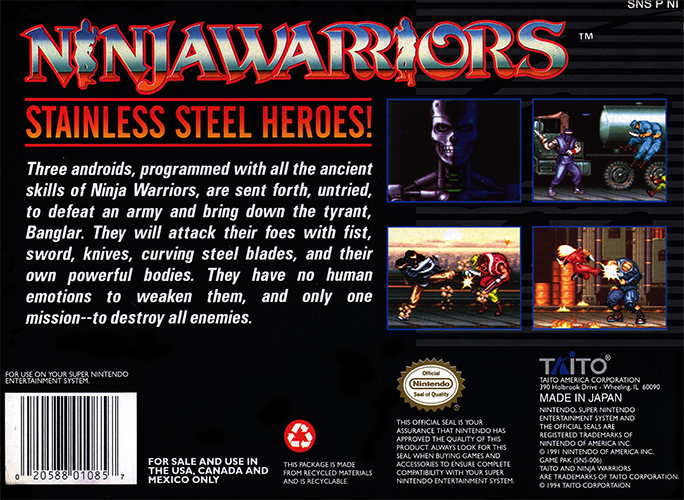 SNS P NI
NINJAWARRIORS ™
STAINLESS STEEL HEROES!
Three androids, programmed with all the ancient
skills of Ninja Warriors, are sent forth, untried,
to defeat an army and bring down the tyrant,
Banglar. They will attack their foes with fist,
sword, knives, curving steel blades, and their
own powerful bodies. They have no human
emotions to weaken them, and only one
mission--to destroy all enemies.
FOR USE ON YOUR SUPER NINTENDO
ENTERTAINMENT SYSTEM.
0 20588 01085 7
FOR SALE AND USE IN
THE USA, CANADA AND
MEXICO ONLY
THIS PACKAGE IS MADE
FROM RECYCLED MATERIALS
AND IS RECYCLABLE.
Official
Nintendo
Seal of Quality
THIS OFFICIAL SEAL IS YOUR
ASSURANCE THAT NINTENDO HAS
APPROVED THE QUALITY OF THIS
PRODUCT. ALWAYS LOOK FOR THIS
SEAL WHEN BUYING GAMES AND
ACCESSORIES TO ENSURE COMPLETE
COMPATIBILITY WITH YOUR SUPER
NINTENDO ENTERTAINMENT SYSTEM.
TAITO®
TAITO AMERICA CORPORATION
390 Holbrook Drive - Wheeling, IL 60090
MADE IN JAPAN
NINTENDO, SUPER NINTENDO
ENTERTAINMENT SYSTEM AND
THE OFFICIAL SEALS ARE
REGISTERED TRADEMARKS OF
NINTENDO OF AMERICA INC.
© 1991 NINTENDO OF AMERICA INC.
GAME PAK (SNS-006)
TAITO AND NINJA WARRIORS
ARE TRADEMARKS OF TAITO CORPORATION
© 1994 TAITO CORPORTAION